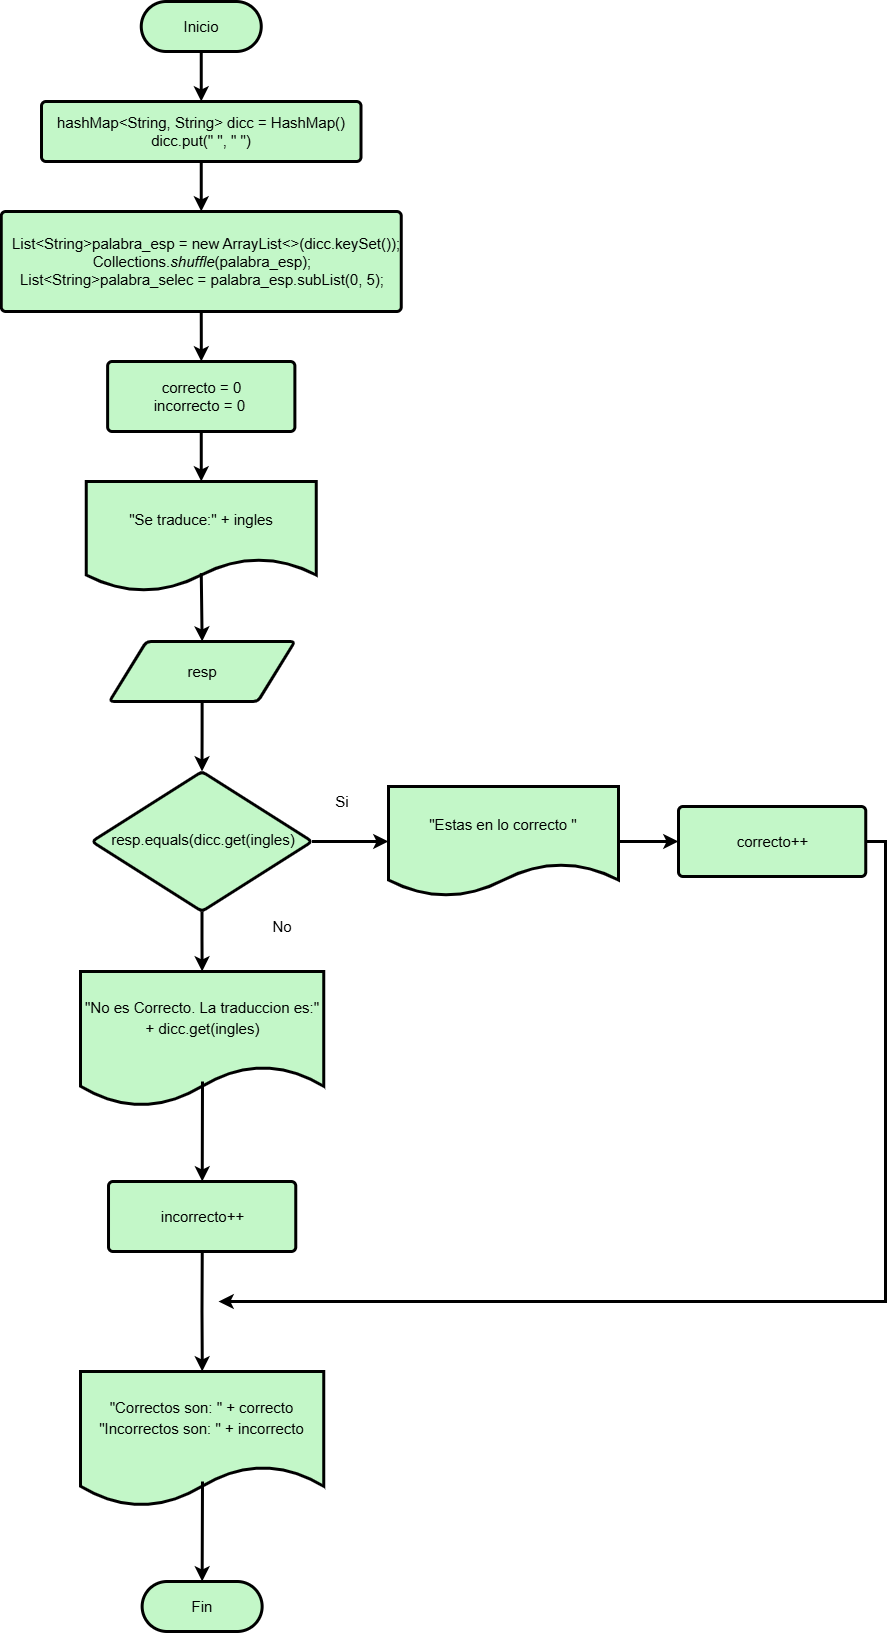 Inicio
hashMap<String, String> dicc = HashMap()
dicc.put(" ", " ")
List<String>palabra_esp = new ArrayList<>(dicc.keySet());
Collections.shuffle(palabra_esp);
List<String>palabra_selec = palabra_esp.subList(0, 5);
correcto = 0
incorrecto = 0
"Se traduce:" + ingles
resp
resp.equals(dicc.get(ingles)
Si
"Estas en lo correcto "
correcto++
No
"No es Correcto. La traduccion es:"
+ dicc.get(ingles)
incorrecto++
"Correctos son: " + correcto
"Incorrectos son: " + incorrecto
Fin